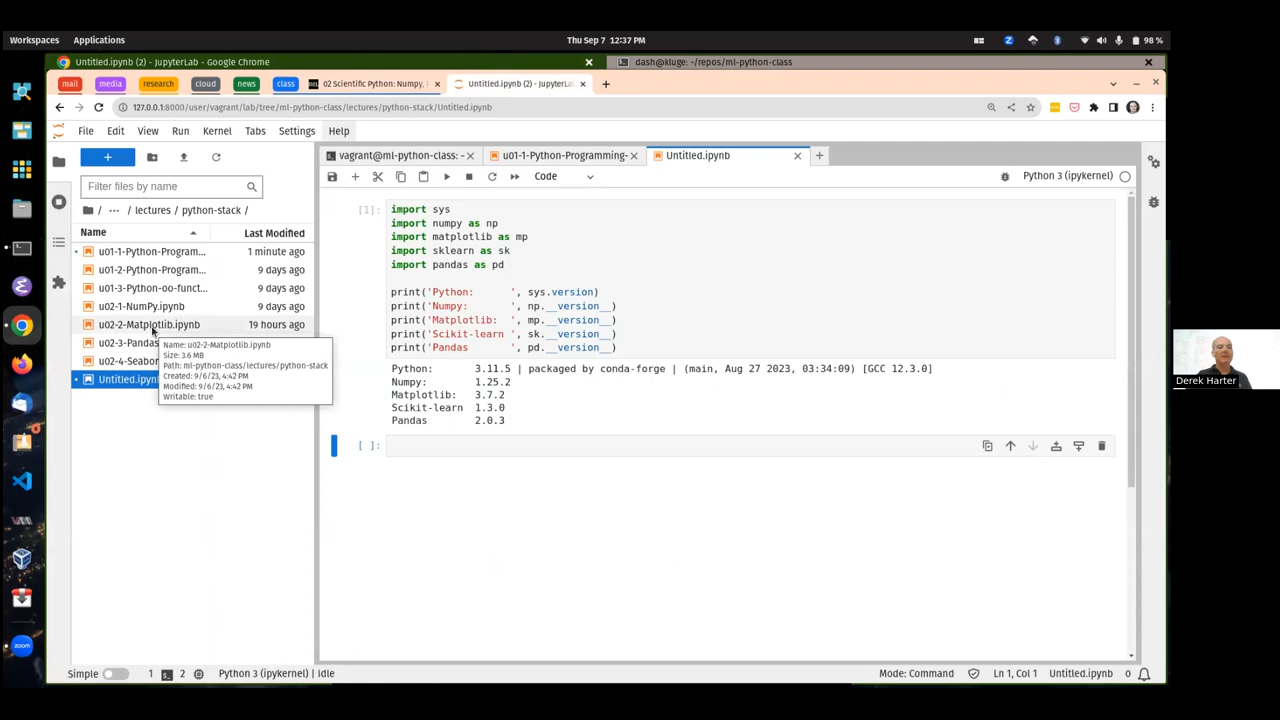 Workspaces Applications Thu Sep 7 12:37 PM 98 %
Untitled.ipynb (2) - JupyterLab - Google Chrome dash@kluge: ~/repos/ml-python-class
mail media research cloud news class 02 Scientific Python: Numpy, Untitled.ipynb (2) - JupyterLab
127.0.0.1:8000/user/vagrant/lab/tree/ml-python-class/lectures/python-stack/Untitled.ipynb
File Edit View Run Kernel Tabs Settings Help
vagrant@ml-python-class: ~ u01-1-Python-Programming- Untitled.ipynb
Code Python 3 (ipykernel)
Filter files by name
/ ··· / lectures / python-stack /
Name Last Modified
u01-1-Python-Program... 1 minute ago
u01-2-Python-Program... 9 days ago
u01-3-Python-oo-funct... 9 days ago
u02-1-NumPy.ipynb 9 days ago
u02-2-Matplotlib.ipynb 19 hours ago
u02-3-Pandas
u02-4-Seabor
Untitled.ipyn
Name: u02-2-Matplotlib.ipynb
Size: 3.6 MB
Path: ml-python-class/lectures/python-stack
Created: 9/6/23, 4:42 PM
Modified: 9/6/23, 4:42 PM
Writable: true
[1]: import sys
import numpy as np
import matplotlib as mp
import sklearn as sk
import pandas as pd
print('Python:      ', sys.version)
print('Numpy:       ', np.__version__)
print('Matplotlib:  ', mp.__version__)
print('Scikit-learn ', sk.__version__)
print('Pandas       ', pd.__version__)
Python:      3.11.5 | packaged by conda-forge | (main, Aug 27 2023, 03:34:09) [GCC 12.3.0]
Numpy:       1.25.2
Matplotlib:  3.7.2
Scikit-learn 1.3.0
Pandas       2.0.3
[ ]:
Simple 1 2 Python 3 (ipykernel) | Idle Mode: Command Ln 1, Col 1 Untitled.ipynb 0
zoom
Derek Harter